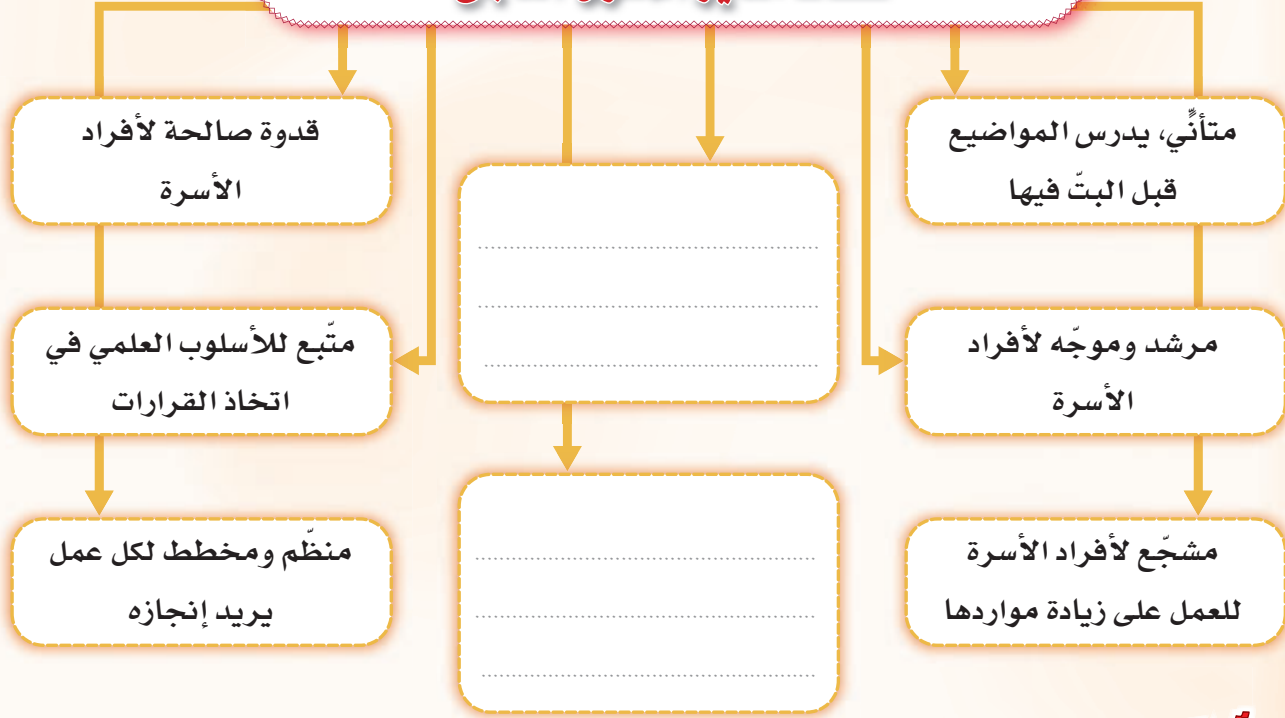 متأنٍّي، يدرس المواضيع
قبل البتّ فيها
قدوة صالحة لأفراد
الأسرة
مرشد وموجّه لأفراد
الأسرة
متّبع للأسلوب العلمي في
اتخاذ القرارات
مشجّع لأفراد الأسرة
للعمل على زيادة مواردها
منظّم ومخطط لكل عمل
يريد إنجازه